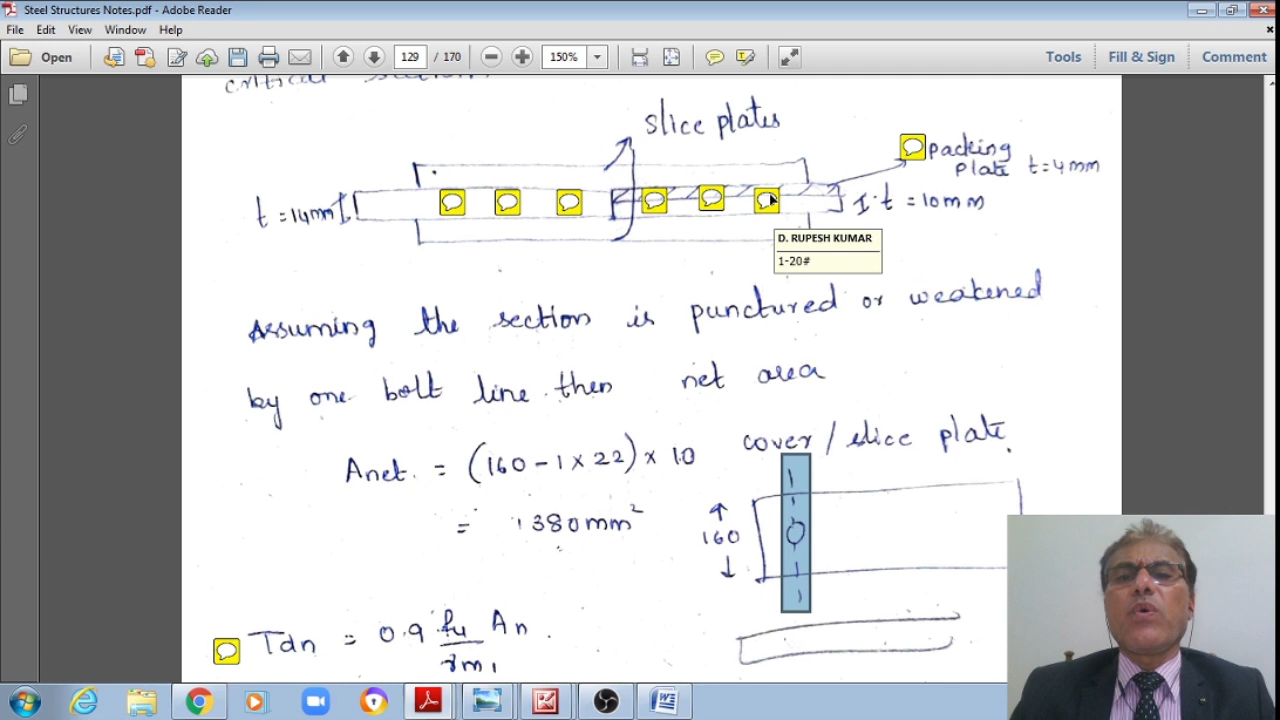 Steel Structures Notes.pdf - Adobe Reader
File Edit View Window Help
Open 129 / 170 150% Tools Fill & Sign Comment
critical section.
slice plates
packing
plate t=4mm
t=14mm
t=10mm
D. RUPESH KUMAR
1-20#
Assuming the section is punctured or weakened
by one bolt line then net area
Anet. = (160-1×22)×10 cover/slice plate.
= 1380mm²
160
Tdn = 0.9 fu/γm1 An.